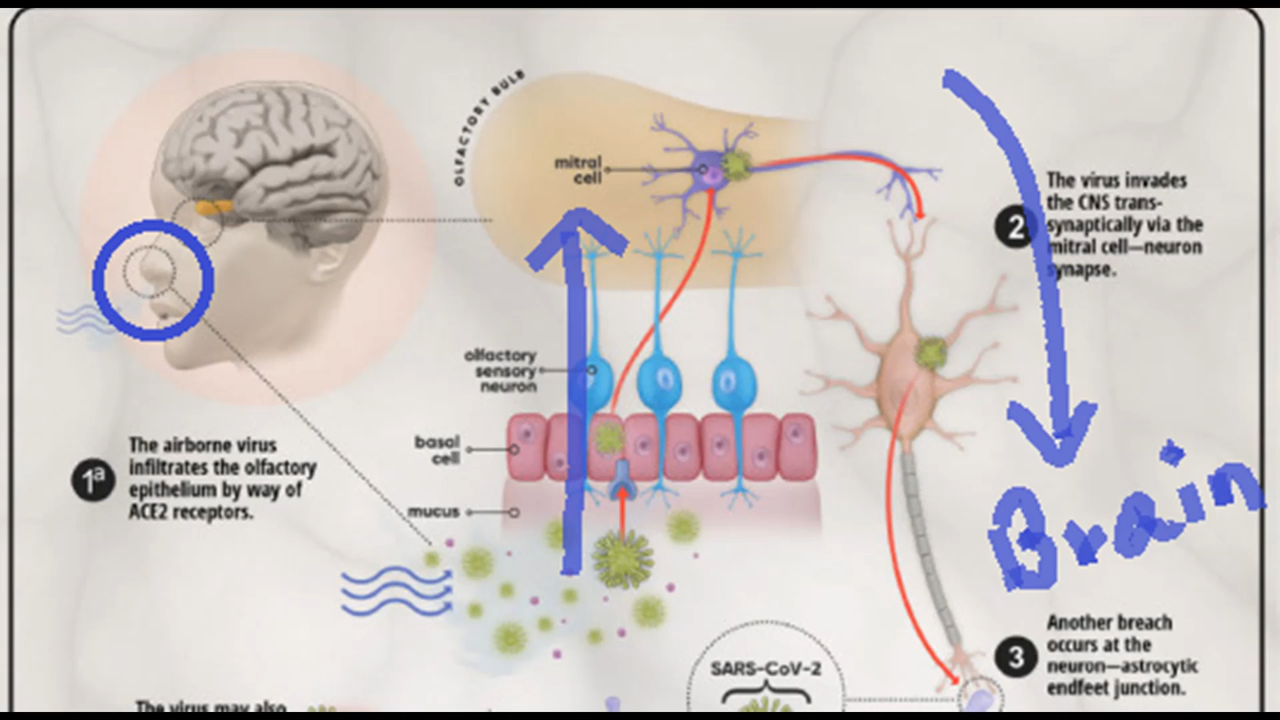 OLFACTORY BULB
mitral
cell
2
The virus invades
the CNS trans-
synaptically via the
mitral cell—neuron
synapse.
olfactory
sensory
neuron
basal
cell
mucus
1a
The airborne virus
infiltrates the olfactory
epithelium by way of
ACE2 receptors.
Brain
3
Another breach
occurs at the
neuron—astrocytic
endfeet junction.
SARS-CoV-2
The virus may also